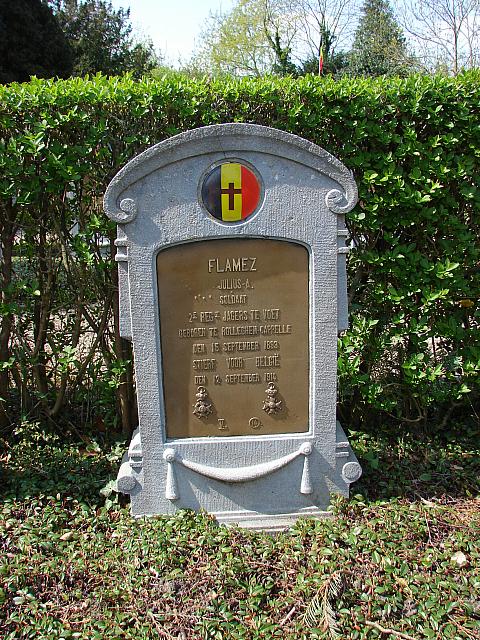 FLAMEZ
JULIUS-A.
SOLDAAT
2E REGT JAGERS TE VOET
GEBOREN TE ROLLEGHEM-CAPPELLE
DEN 15 SEPTEMBER 1893
STIERF VOOR BELGIË
DEN 12 SEPTEMBER 1914